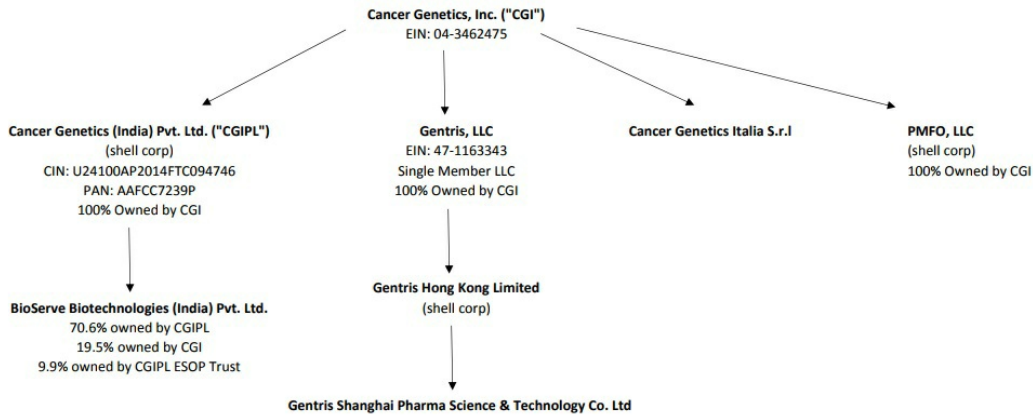 Cancer Genetics, Inc. ("CGI")
EIN: 04-3462475
Cancer Genetics (India) Pvt. Ltd. ("CGIPL")
(shell corp)
CIN: U24100AP2014FTC094746
PAN: AAFCC7239P
100% Owned by CGI
Gentris, LLC
EIN: 47-1163343
Single Member LLC
100% Owned by CGI
Cancer Genetics Italia S.r.l
PMFO, LLC
(shell corp)
100% Owned by CGI
BioServe Biotechnologies (India) Pvt. Ltd.
70.6% owned by CGIPL
19.5% owned by CGI
9.9% owned by CGIPL ESOP Trust
Gentris Hong Kong Limited
(shell corp)
Gentris Shanghai Pharma Science & Technology Co. Ltd